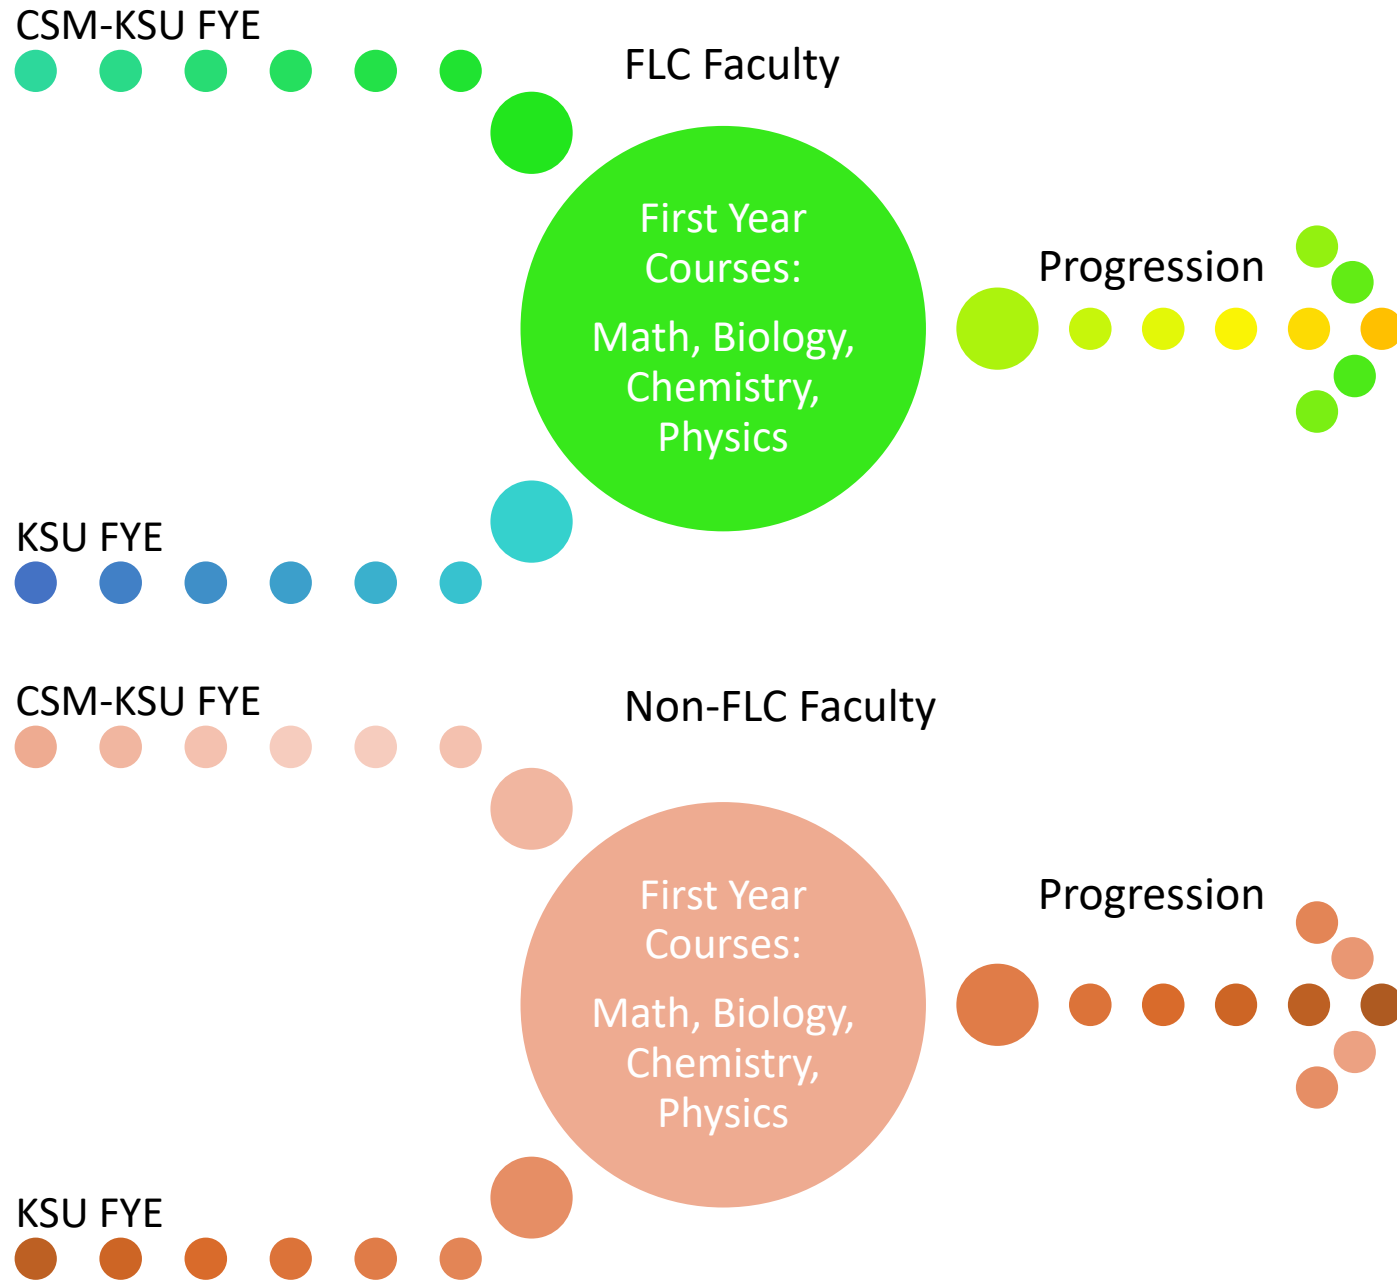 CSM-KSU FYE
FLC Faculty
First Year
Courses:
Math, Biology,
Chemistry,
Physics
Progression
KSU FYE
CSM-KSU FYE
Non-FLC Faculty
First Year
Courses:
Math, Biology,
Chemistry,
Physics
Progression
KSU FYE